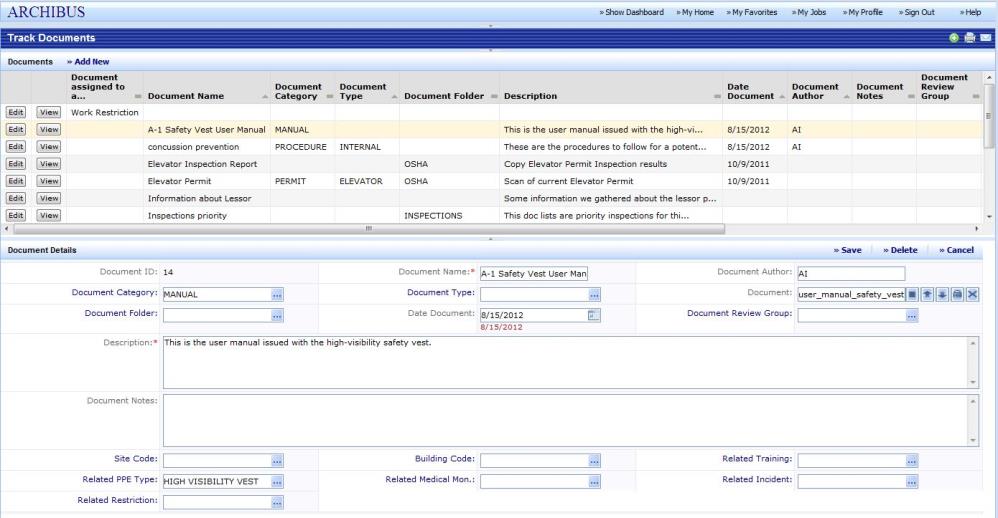 ARCHIBUS » Show Dashboard » My Home » My Favorites » My Jobs » My Profile » Sign Out » Help
Track Documents
Documents » Add New
Document assigned to a... Document Name Document Category Document Type Document Folder Description Date Document Document Author Document Notes Document Review Group
Edit View Work Restriction
Edit View A-1 Safety Vest User Manual MANUAL This is the user manual issued with the high-vi... 8/15/2012 AI
Edit View concussion prevention PROCEDURE INTERNAL These are the procedures to follow for a potent... 8/15/2012 AI
Edit View Elevator Inspection Report OSHA Copy Elevator Permit Inspection results 10/9/2011
Edit View Elevator Permit PERMIT ELEVATOR OSHA Scan of current Elevator Permit 10/9/2011
Edit View Information about Lessor Some information we gathered about the lessor p...
Edit View Inspections priority INSPECTIONS This doc lists are priority inspections for thi...
Document Details » Save » Delete » Cancel
Document ID: 14 Document Name:* A-1 Safety Vest User Man Document Author: AI
Document Category: MANUAL ... Document Type: ... Document: user_manual_safety_vest
Document Folder: ... Date Document: 8/15/2012 Document Review Group: ...
8/15/2012
Description:* This is the user manual issued with the high-visibility safety vest.
Document Notes:
Site Code: ... Building Code: ... Related Training: ...
Related PPE Type: HIGH VISIBILITY VEST ... Related Medical Mon.: ... Related Incident: ...
Related Restriction: ...